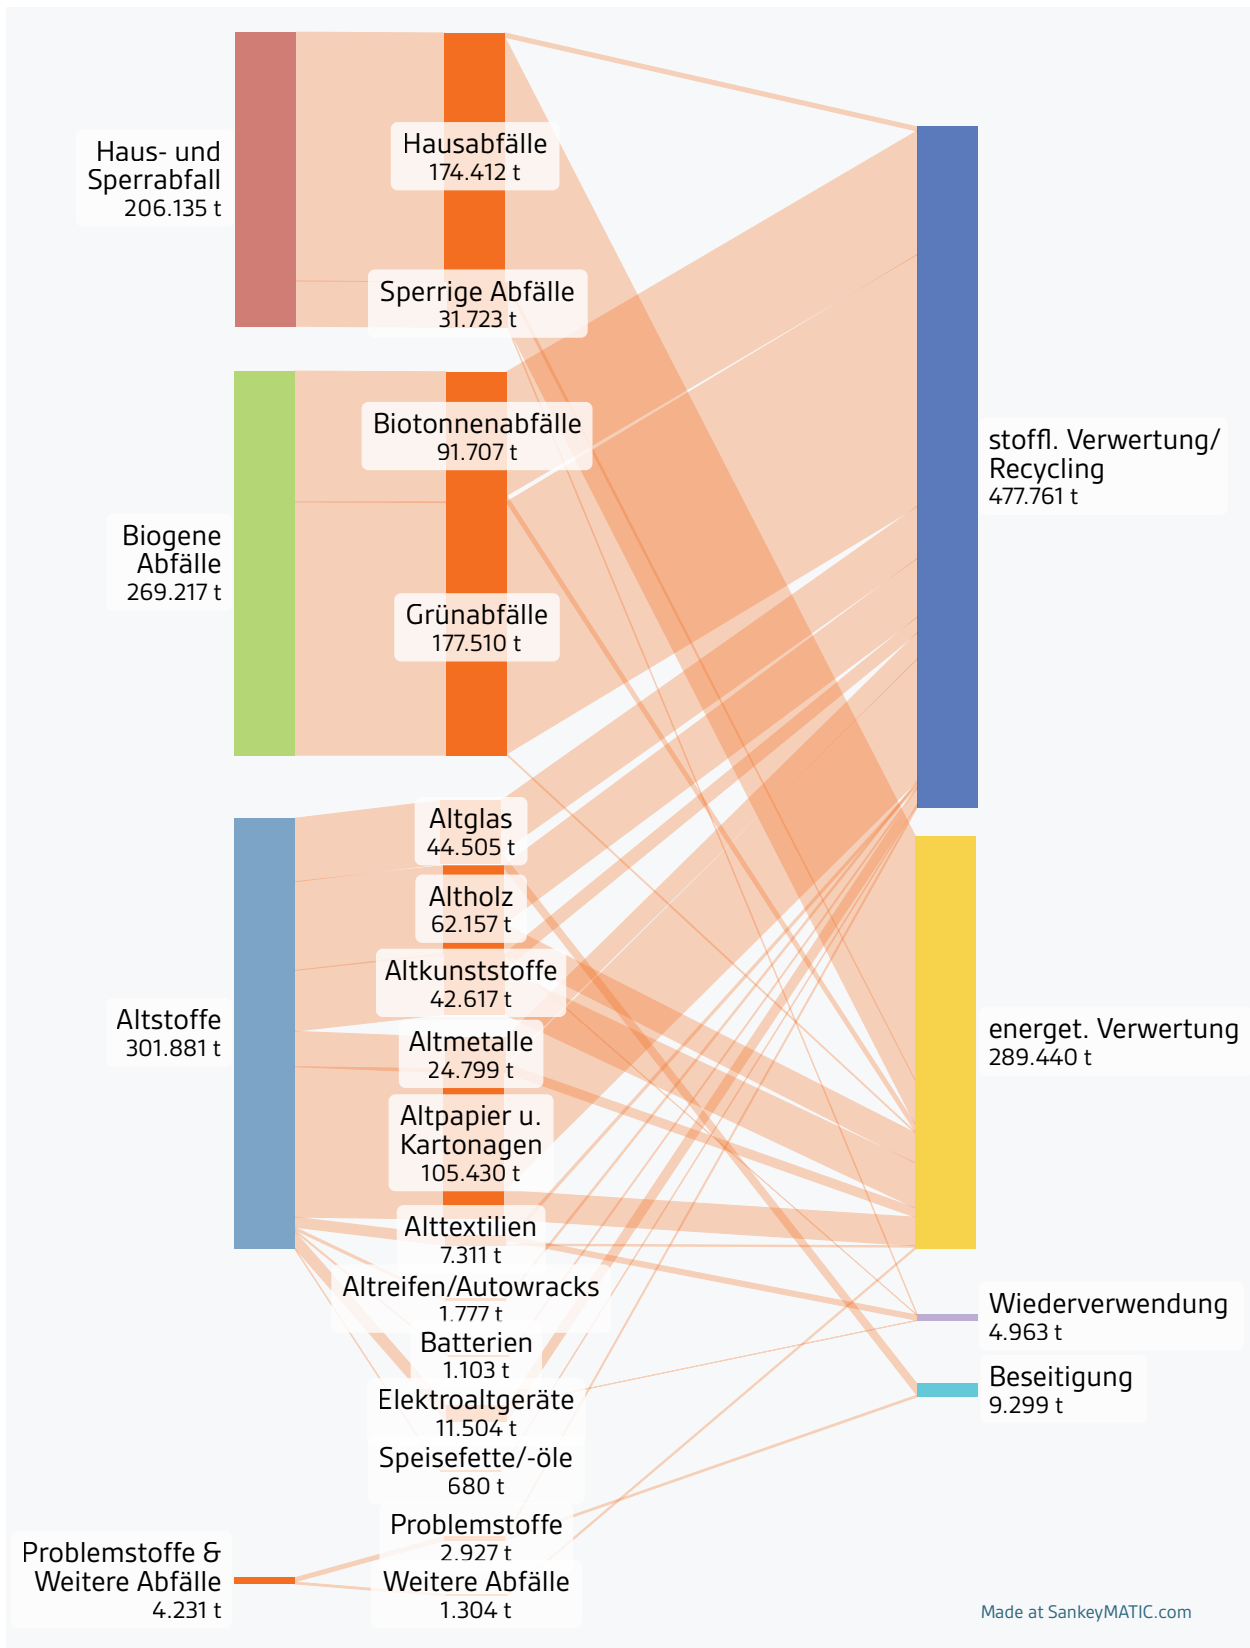 Haus- und
Sperrabfall
206.135 t
Hausabfälle
174.412 t
Sperrige Abfälle
31.723 t
Biogene
Abfälle
269.217 t
Biotonnenabfälle
91.707 t
Grünabfälle
177.510 t
Altstoffe
301.881 t
Altglas
44.505 t
Altholz
62.157 t
Altkunststoffe
42.617 t
Altmetalle
24.799 t
Altpapier u.
Kartonagen
105.430 t
Alttextilien
7.311 t
Altreifen/Autowracks
1.777 t
Batterien
1.103 t
Elektroaltgeräte
11.504 t
Speisefette/-öle
680 t
Problemstoffe &
Weitere Abfälle
4.231 t
Problemstoffe
2.927 t
Weitere Abfälle
1.304 t
stoffl. Verwertung/
Recycling
477.761 t
energet. Verwertung
289.440 t
Wiederverwendung
4.963 t
Beseitigung
9.299 t
Made at SankeyMATIC.com